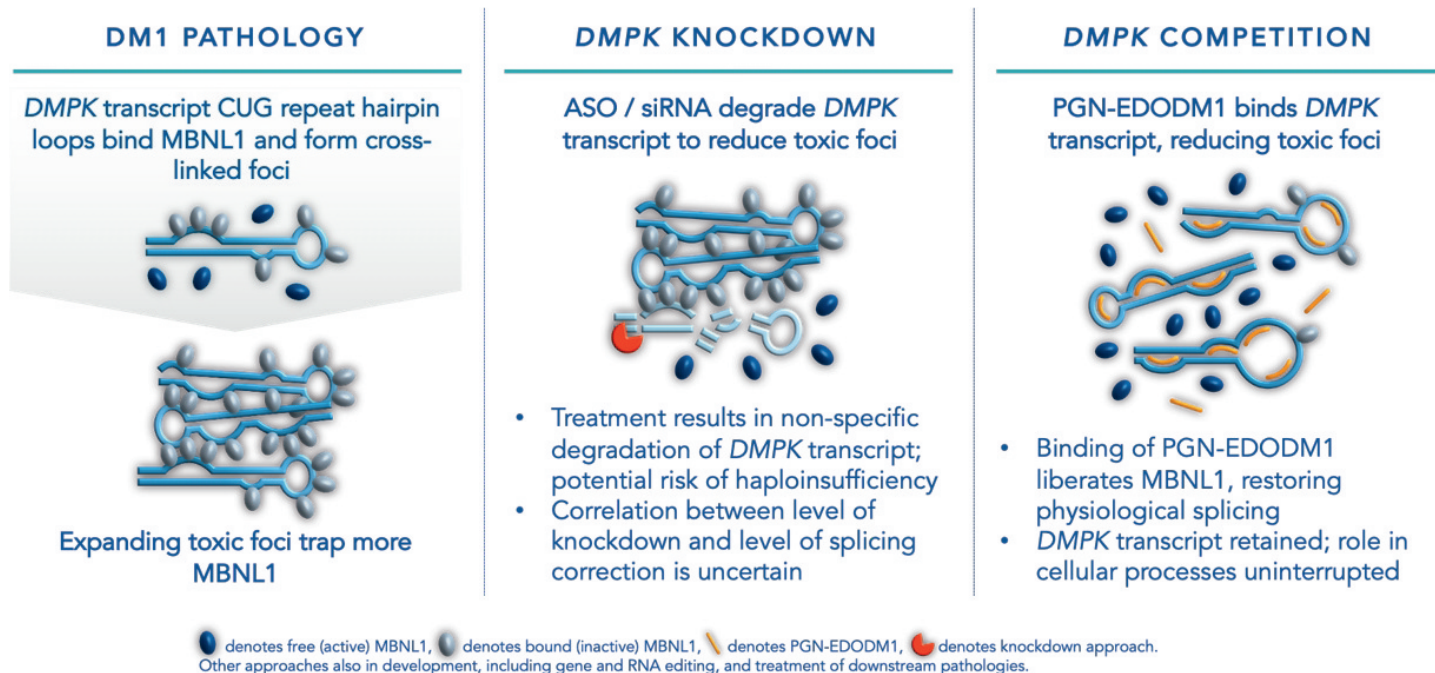 DM1 PATHOLOGY
DMPK transcript CUG repeat hairpin
loops bind MBNL1 and form cross-
linked foci
Expanding toxic foci trap more
MBNL1
DMPK KNOCKDOWN
ASO / siRNA degrade DMPK
transcript to reduce toxic foci
• Treatment results in non-specific
degradation of DMPK transcript;
potential risk of haploinsufficiency
• Correlation between level of
knockdown and level of splicing
correction is uncertain
DMPK COMPETITION
PGN-EDODM1 binds DMPK
transcript, reducing toxic foci
• Binding of PGN-EDODM1
liberates MBNL1, restoring
physiological splicing
• DMPK transcript retained; role in
cellular processes uninterrupted
denotes free (active) MBNL1, denotes bound (inactive) MBNL1, denotes PGN-EDODM1, denotes knockdown approach.
Other approaches also in development, including gene and RNA editing, and treatment of downstream pathologies.